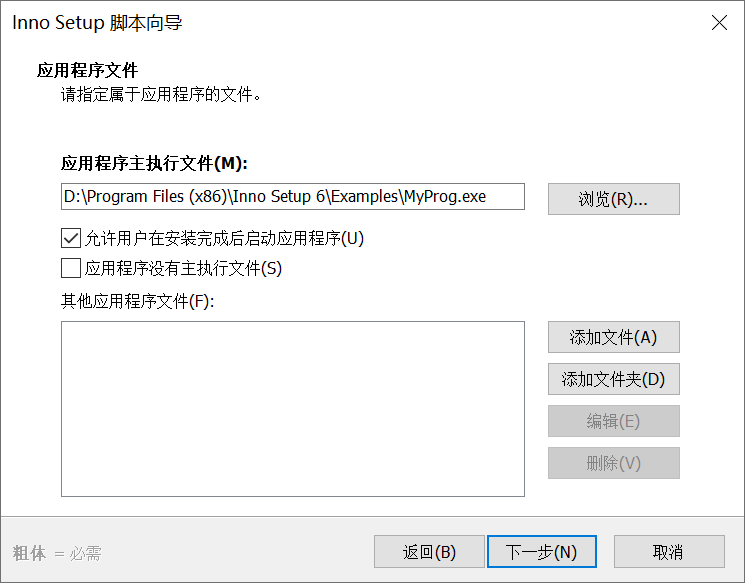 Inno Setup 脚本向导
应用程序文件
请指定属于应用程序的文件。
应用程序主执行文件(M):
D:\Program Files (x86)\Inno Setup 6\Examples\MyProg.exe
浏览(R)...
允许用户在安装完成后启动应用程序(U)
应用程序没有主执行文件(S)
其他应用程序文件(F):
添加文件(A)
添加文件夹(D)
编辑(E)
删除(V)
粗体 = 必需
返回(B)
下一步(N)
取消